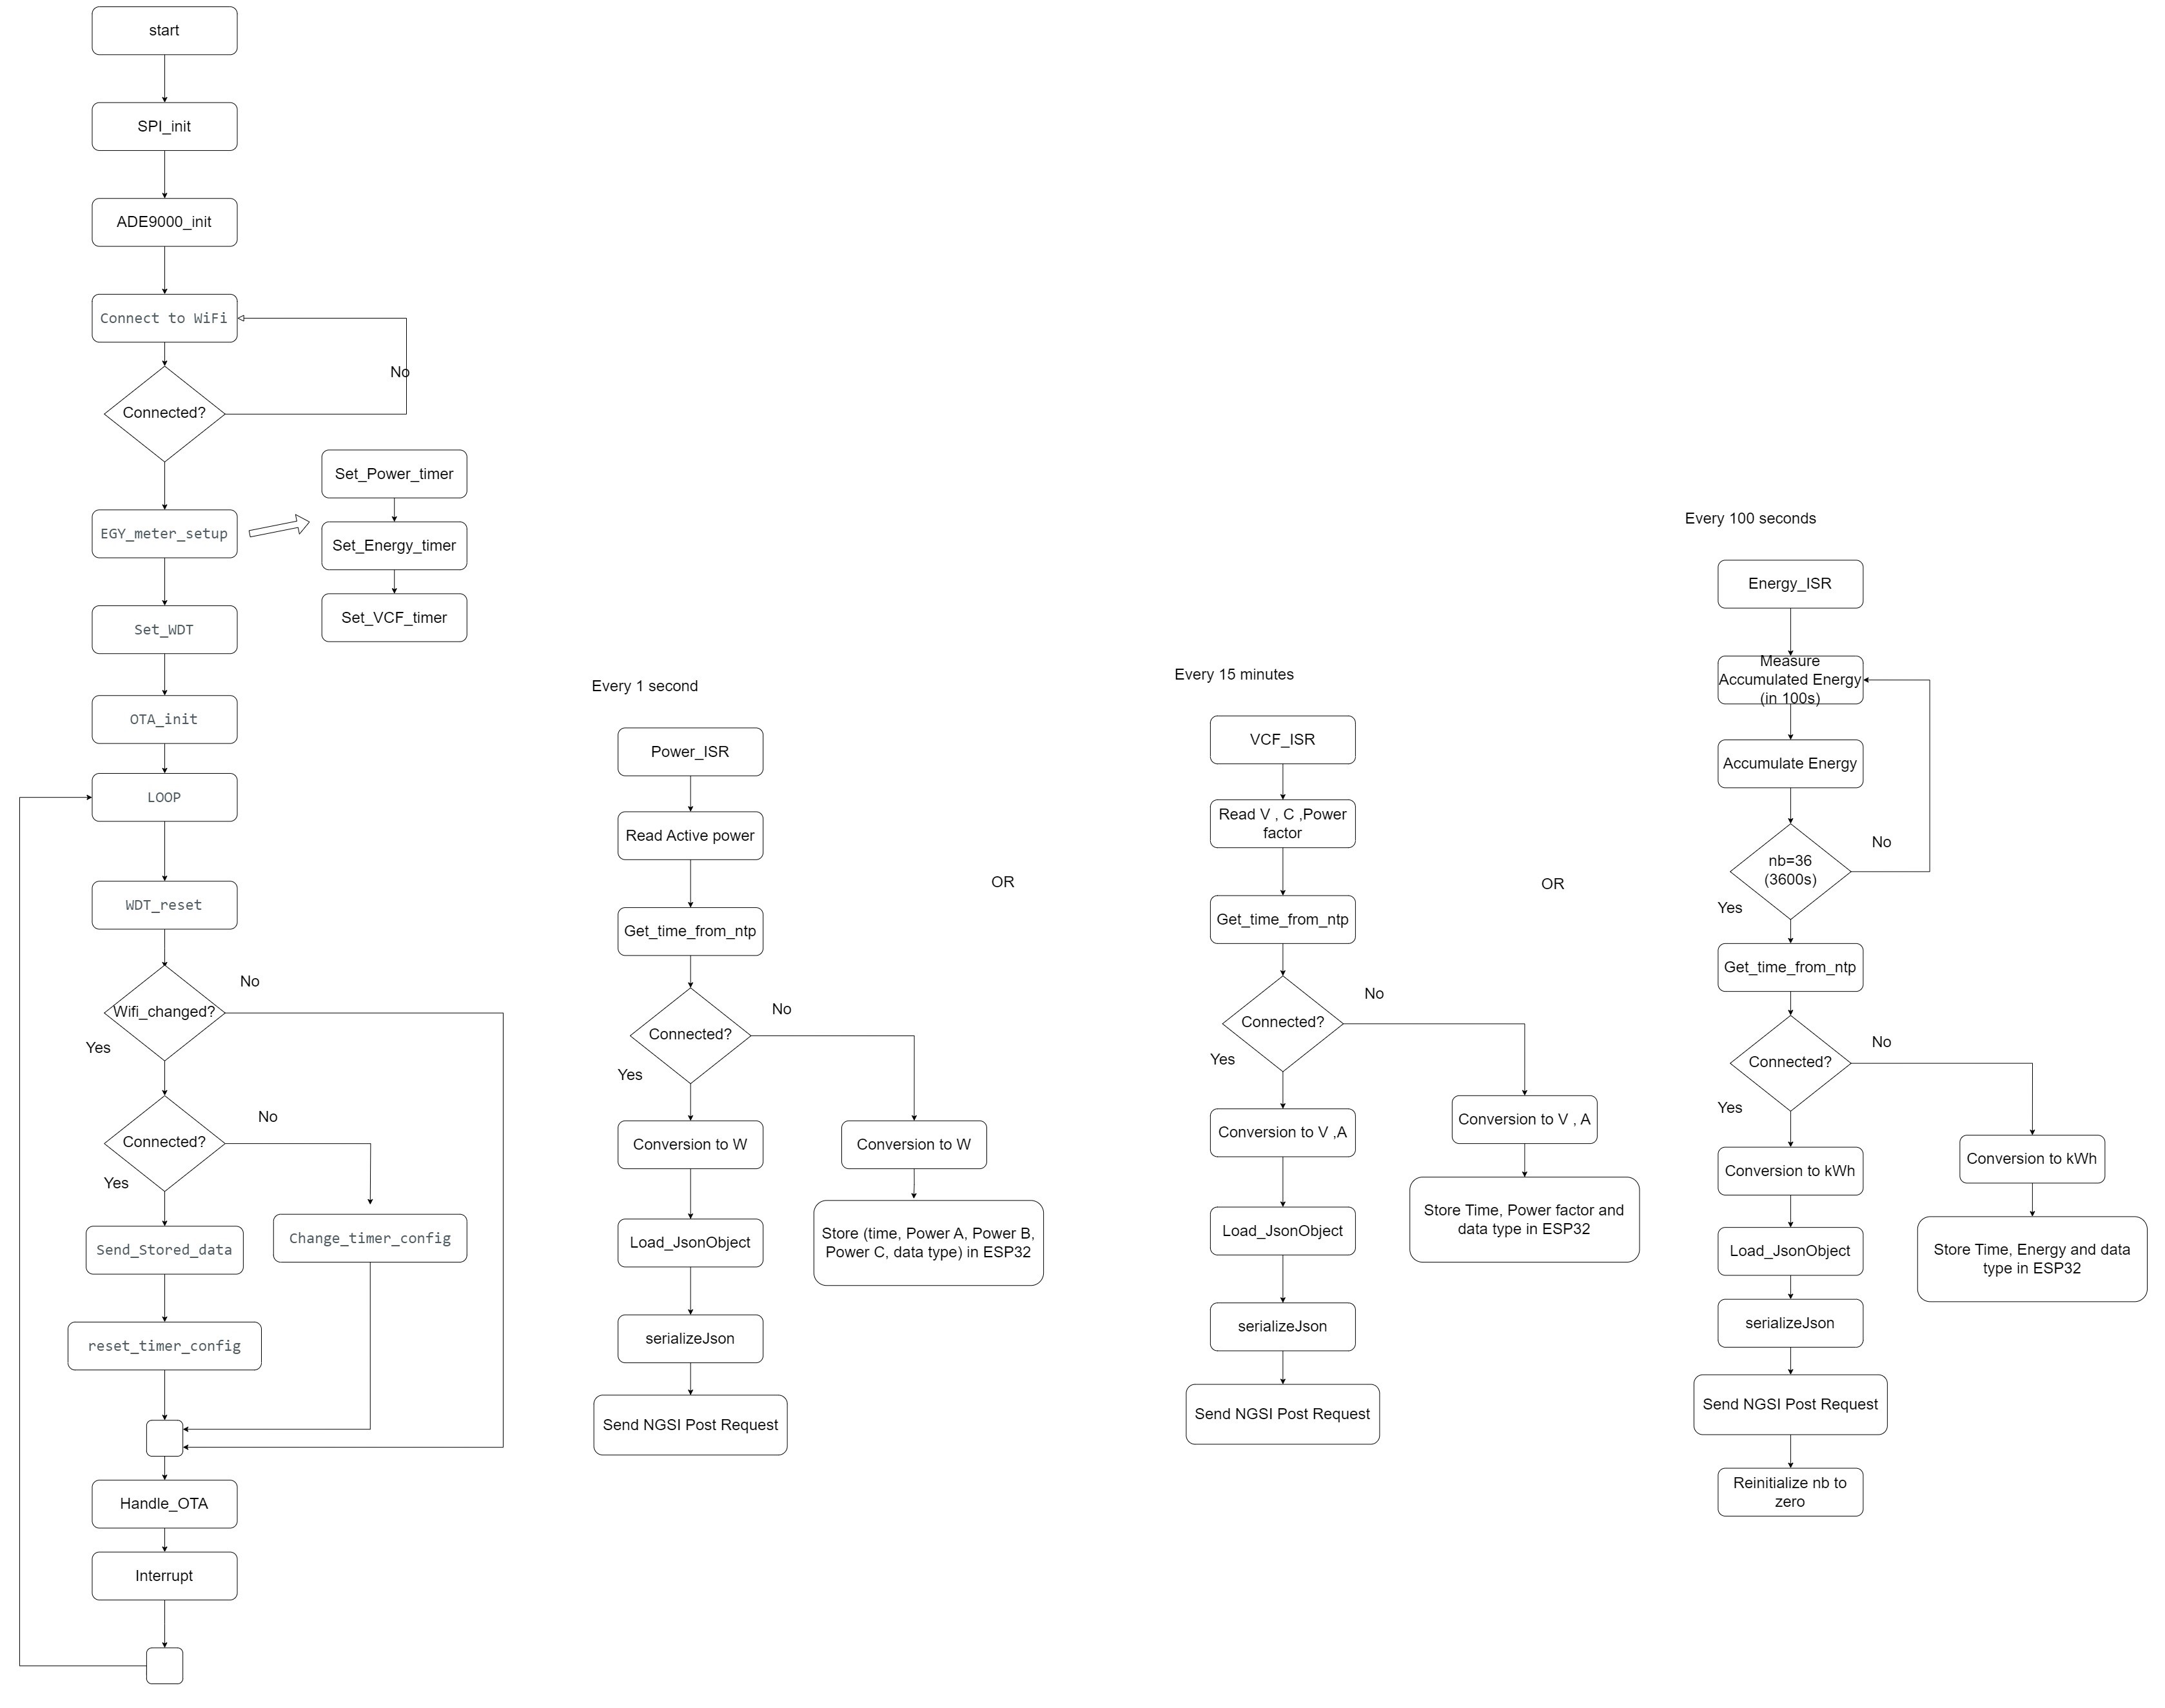 start
SPI_init
ADE9000_init
Connect to WiFi
No
Connected?
EGY_meter_setup
Set_Power_timer
Set_Energy_timer
Set_VCF_timer
Set_WDT
OTA_init
LOOP
WDT_reset
No
Wifi_changed?
Yes
No
Connected?
Yes
Send_Stored_data
Change_timer_config
reset_timer_config
Handle_OTA
Interrupt
Every 1 second
Power_ISR
Read Active power
Get_time_from_ntp
No
Connected?
Yes
Conversion to W
Conversion to W
Load_JsonObject
Store (time, Power A, Power B,
Power C, data type) in ESP32
serializeJson
Send NGSI Post Request
OR
Every 15 minutes
VCF_ISR
Read V , C ,Power
factor
Get_time_from_ntp
No
Connected?
Yes
Conversion to V ,A
Conversion to V , A
Load_JsonObject
Store Time, Power factor and
data type in ESP32
serializeJson
Send NGSI Post Request
OR
Every 100 seconds
Energy_ISR
Measure
Accumulated Energy
(in 100s)
Accumulate Energy
No
nb=36
(3600s)
Yes
Get_time_from_ntp
No
Connected?
Yes
Conversion to kWh
Conversion to kWh
Load_JsonObject
Store Time, Energy and data
type in ESP32
serializeJson
Send NGSI Post Request
Reinitialize nb to
zero